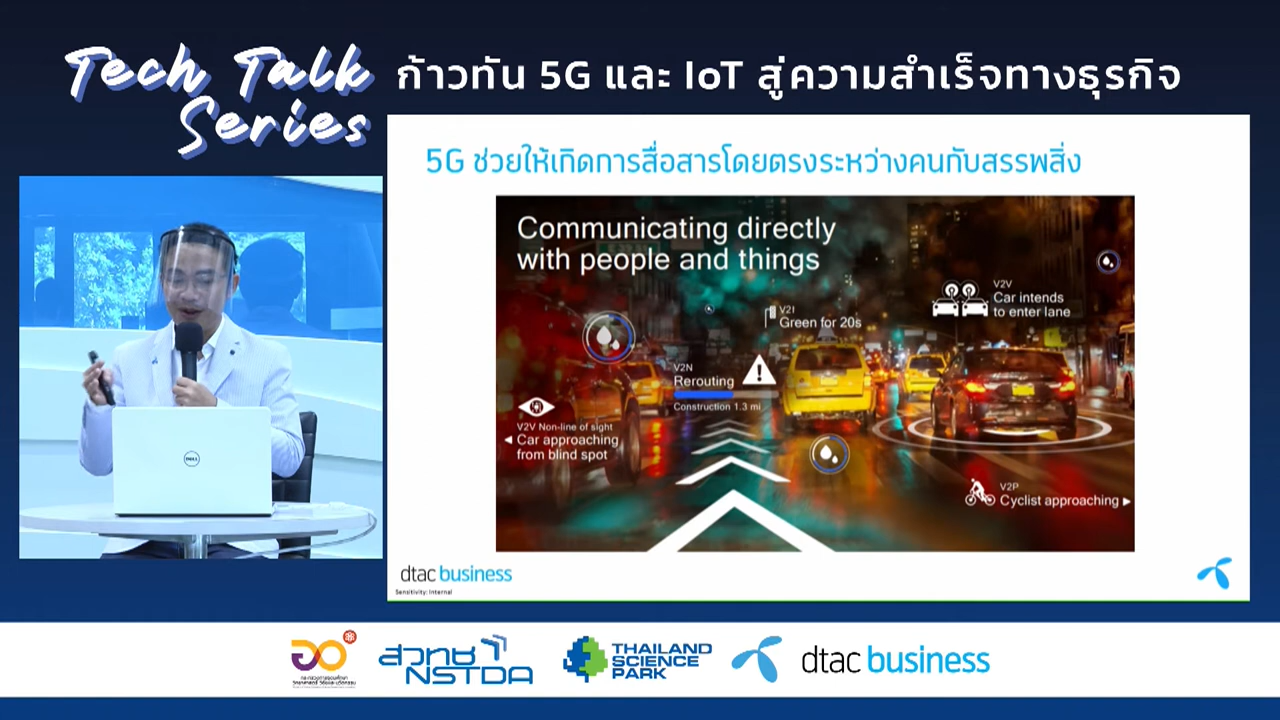 Tech Talk
Series
ก้าวทัน 5G และ IoT สู่ความสำเร็จทางธุรกิจ
5G ช่วยให้เกิดการสื่อสารโดยตรงระหว่างคนกับสรรพสิ่ง
Communicating directly
with people and things
V2V
Car intends
to enter lane
V2I
Green for 20s
V2N
Rerouting
Construction 1.3 mi
V2V Non-line of sight
Car approaching
from blind spot
V2P
Cyclist approaching
DELL
dtac business
Sensitivity: Internal
สวทช
NSTDA
THAILAND
SCIENCE
PARK
dtac business